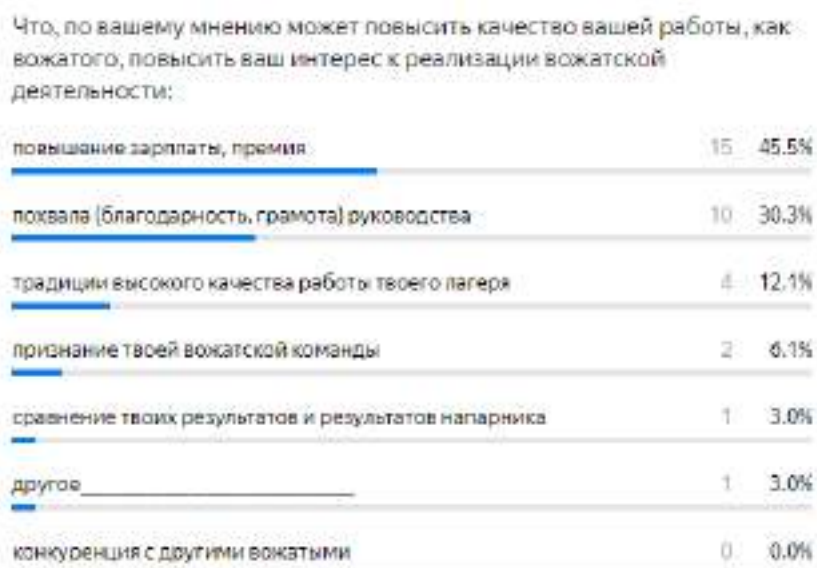 Что, по вашему мнению может повысить качество вашей работы, как
вожатого, повысить ваш интерес к реализации вожатской
деятельности:
повышение зарплаты, премия 15 45.5%
похвала (благодарность, грамота) руководства 10 30.3%
традиции высокого качества работы твоего лагеря 4 12.1%
признание твоей вожатской команды 2 6.1%
сравнение твоих результатов и результатов напарника 1 3.0%
другое__________________________ 1 3.0%
конкуренция с другими вожатыми 0 0.0%